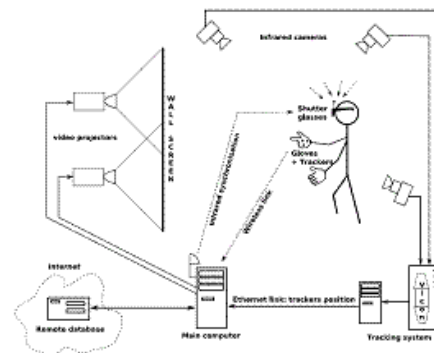 Infrared cameras
WALL SCREEN
video projectors
Shutter
glasses
Gloves
+ Trackers
Infrared synchronisation
Wireless link
Internet
Remote database
Main computer
Ethernet link: trackers position
vicon
Tracking system